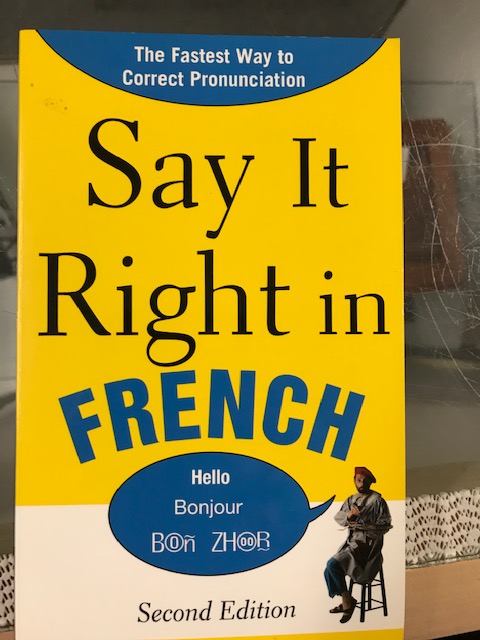 The Fastest Way to
Correct Pronunciation
Say It
Right in
FRENCH
Hello
Bonjour
BOñ ZHOOR
Second Edition